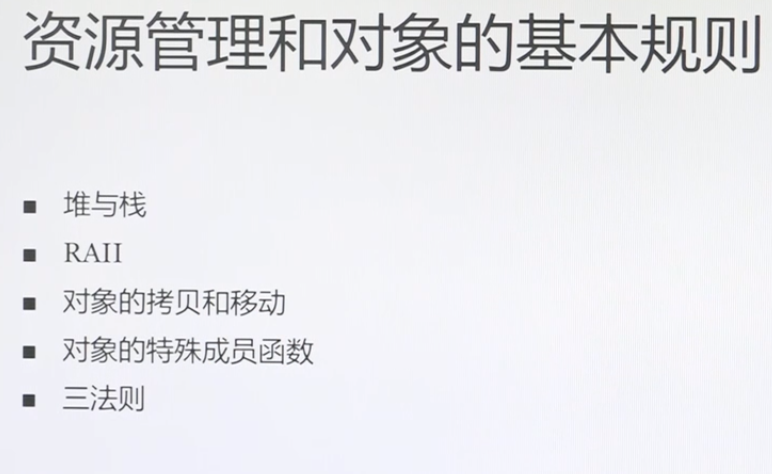 资源管理和对象的基本规则
■ 堆与栈
■ RAII
■ 对象的拷贝和移动
■ 对象的特殊成员函数
■ 三法则